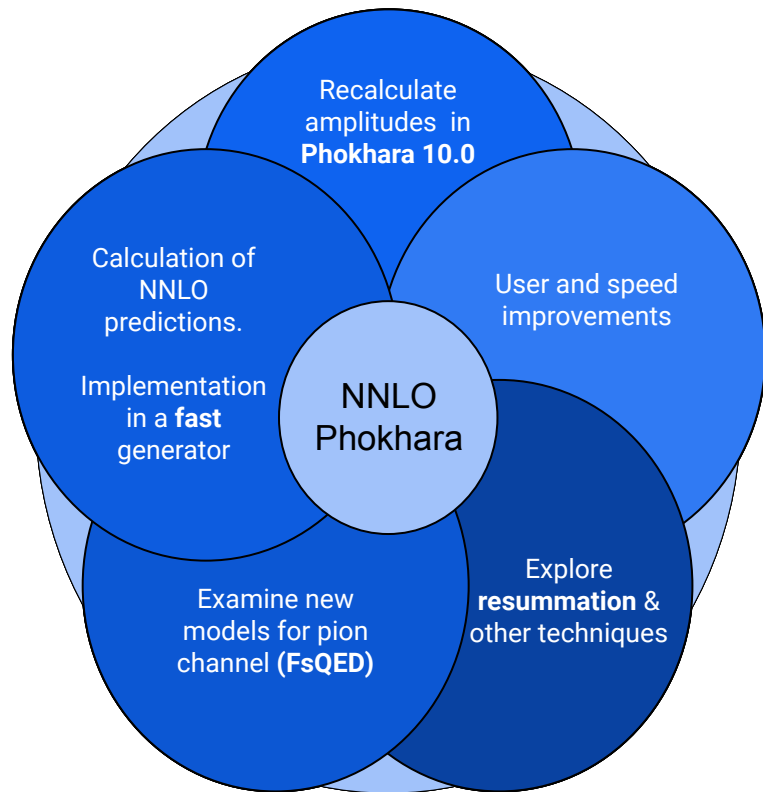 Recalculate
amplitudes in
Phokhara 10.0
Calculation of
NNLO
predictions.
Implementation
in a fast
generator
User and speed
improvements
NNLO
Phokhara
Explore
resummation &
other techniques
Examine new
models for pion
channel (FsQED)